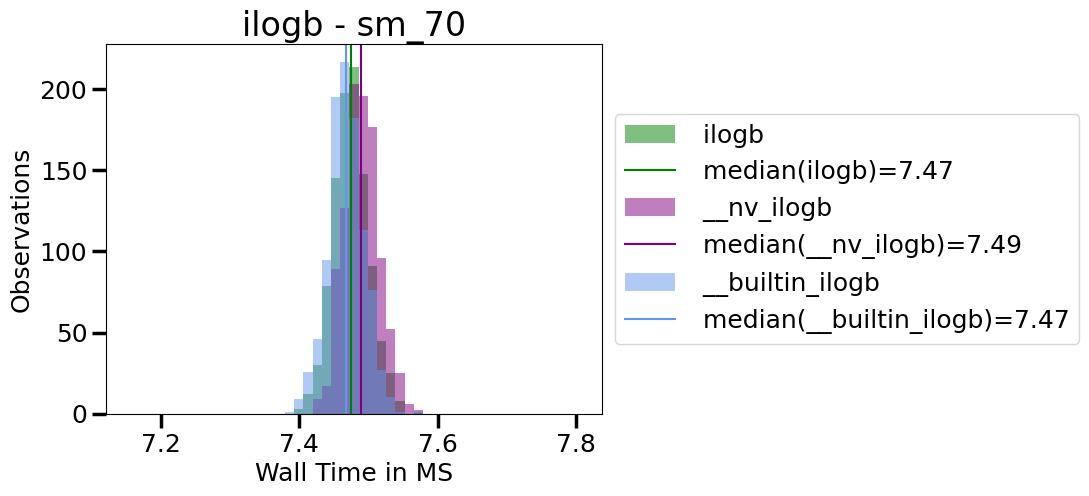 ilogb - sm_70
Observations
200
150
100
50
0
7.2
7.4
7.6
7.8
Wall Time in MS
ilogb
median(ilogb)=7.47
__nv_ilogb
median(__nv_ilogb)=7.49
__builtin_ilogb
median(__builtin_ilogb)=7.47